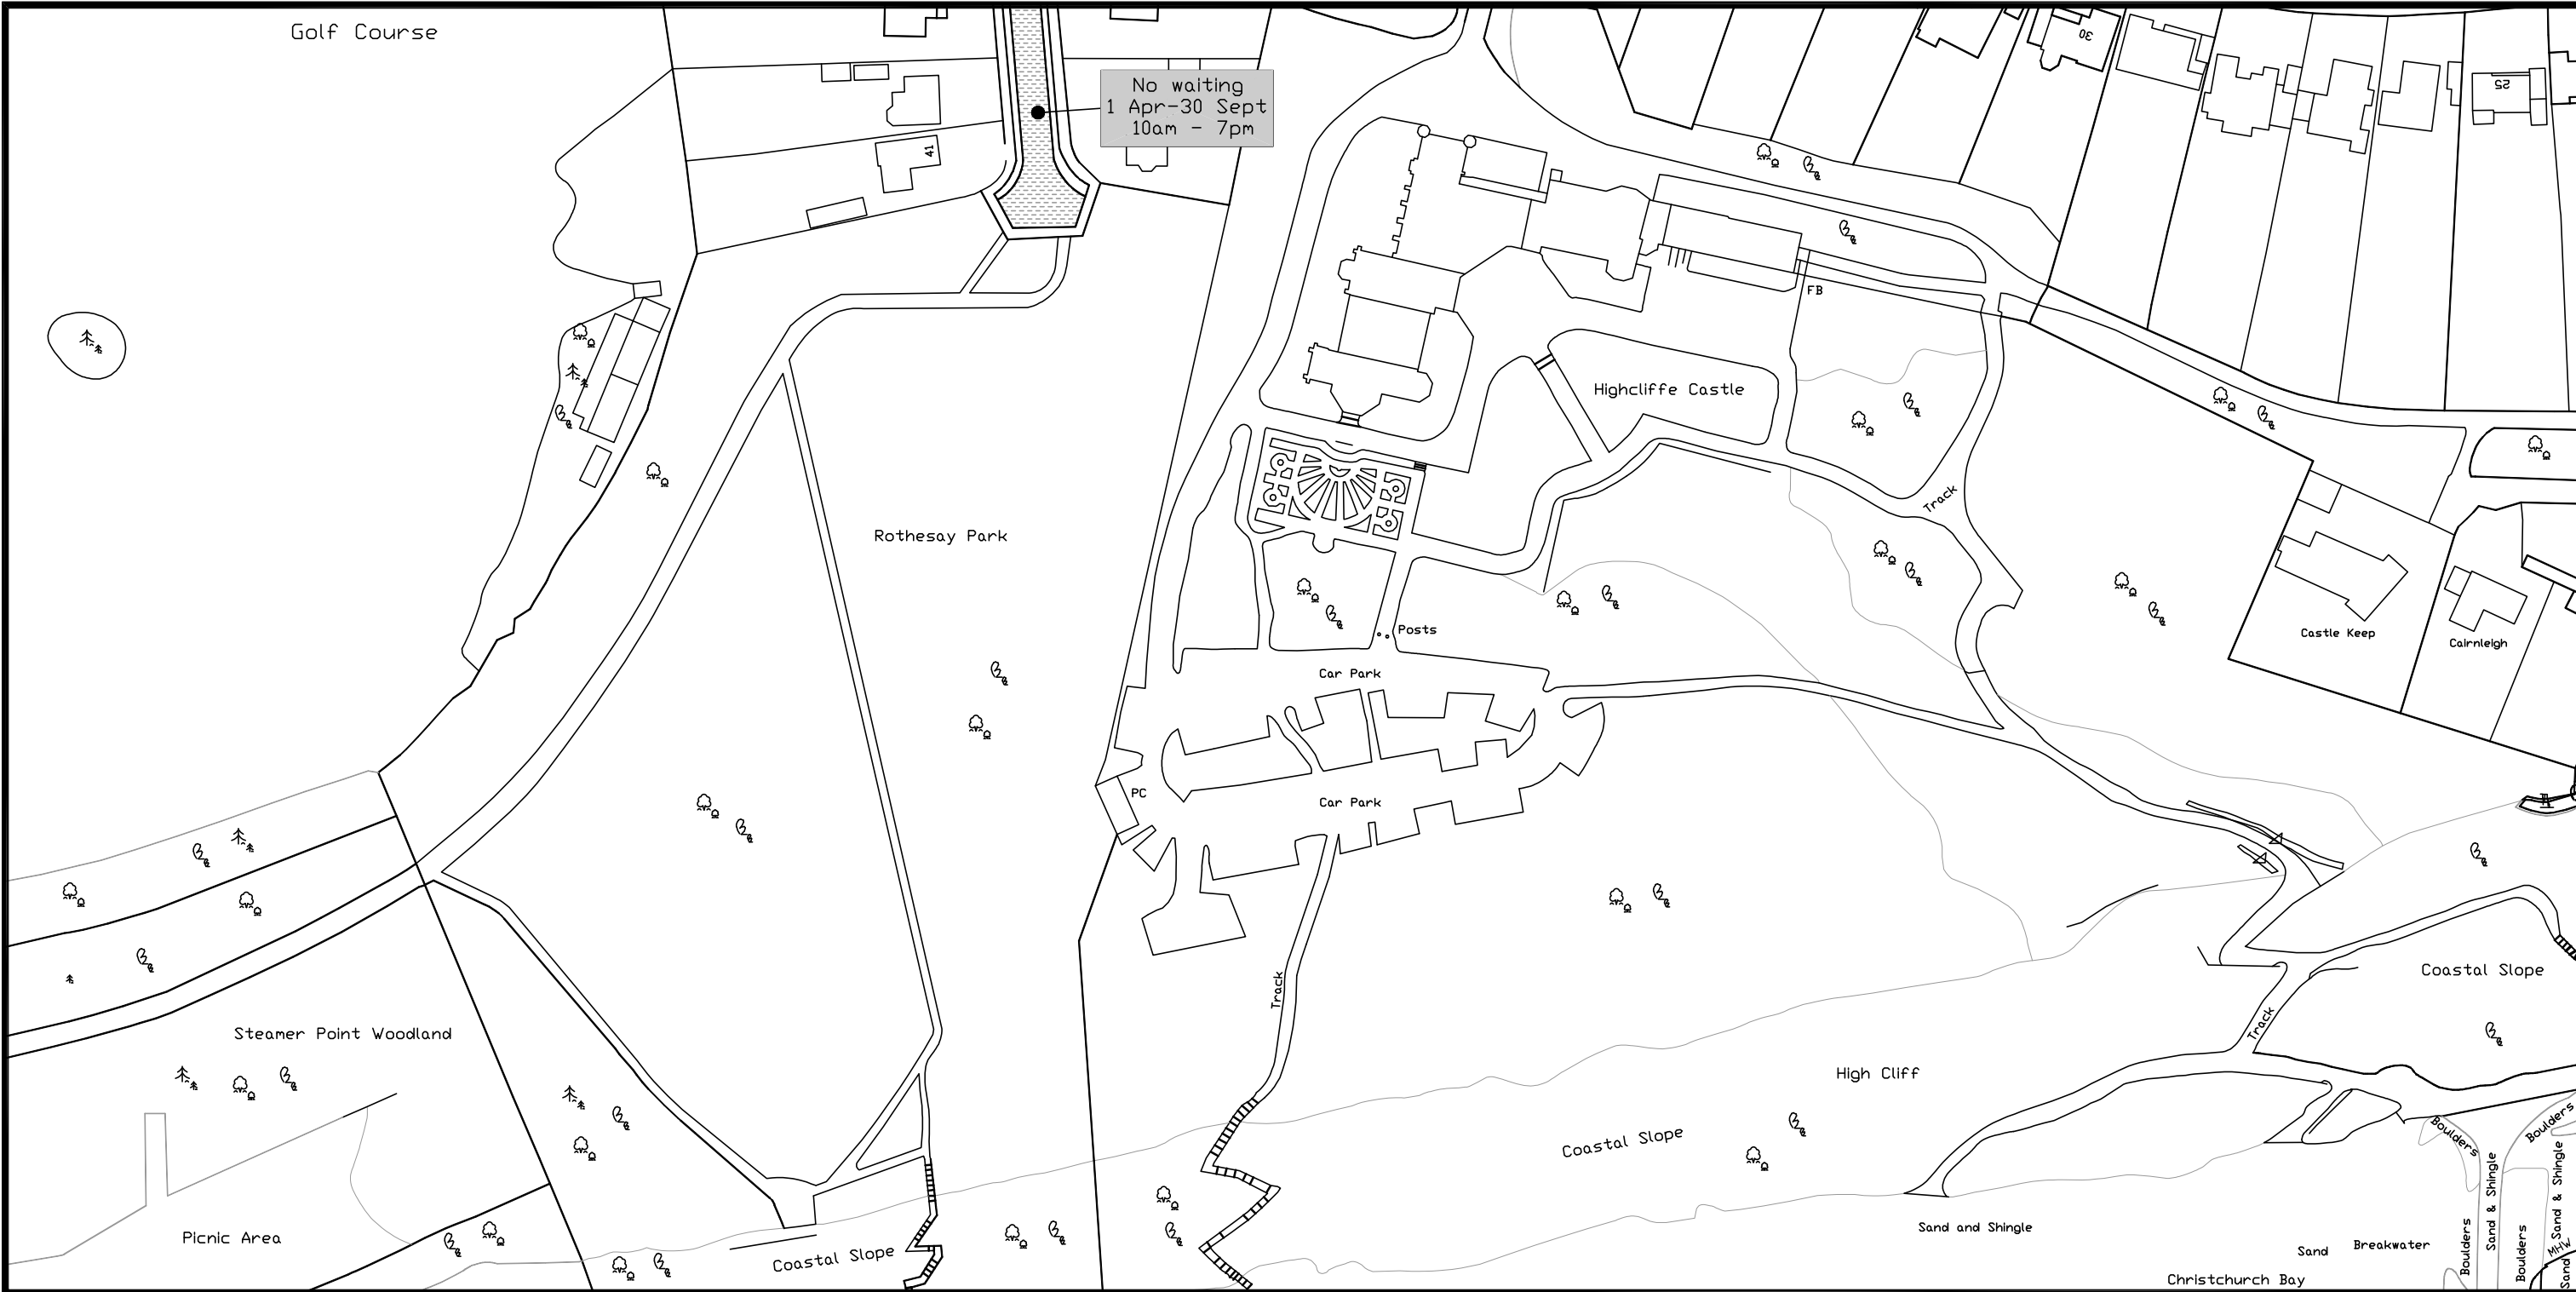 Golf Course
No waiting
1 Apr-30 Sept
10am - 7pm
30
25
41
FB
Highcliffe Castle
Track
Rothesay Park
Posts
Castle Keep
Cairnleigh
Car Park
PC
Car Park
Track
Coastal Slope
Track
Steamer Point Woodland
High Cliff
Boulders
Boulders
Coastal Slope
Sand & Shingle
Sand & Shingle
Picnic Area
Coastal Slope
Sand and Shingle
Sand
Breakwater
Boulders
Boulders
MHW
Sand
Christchurch Bay